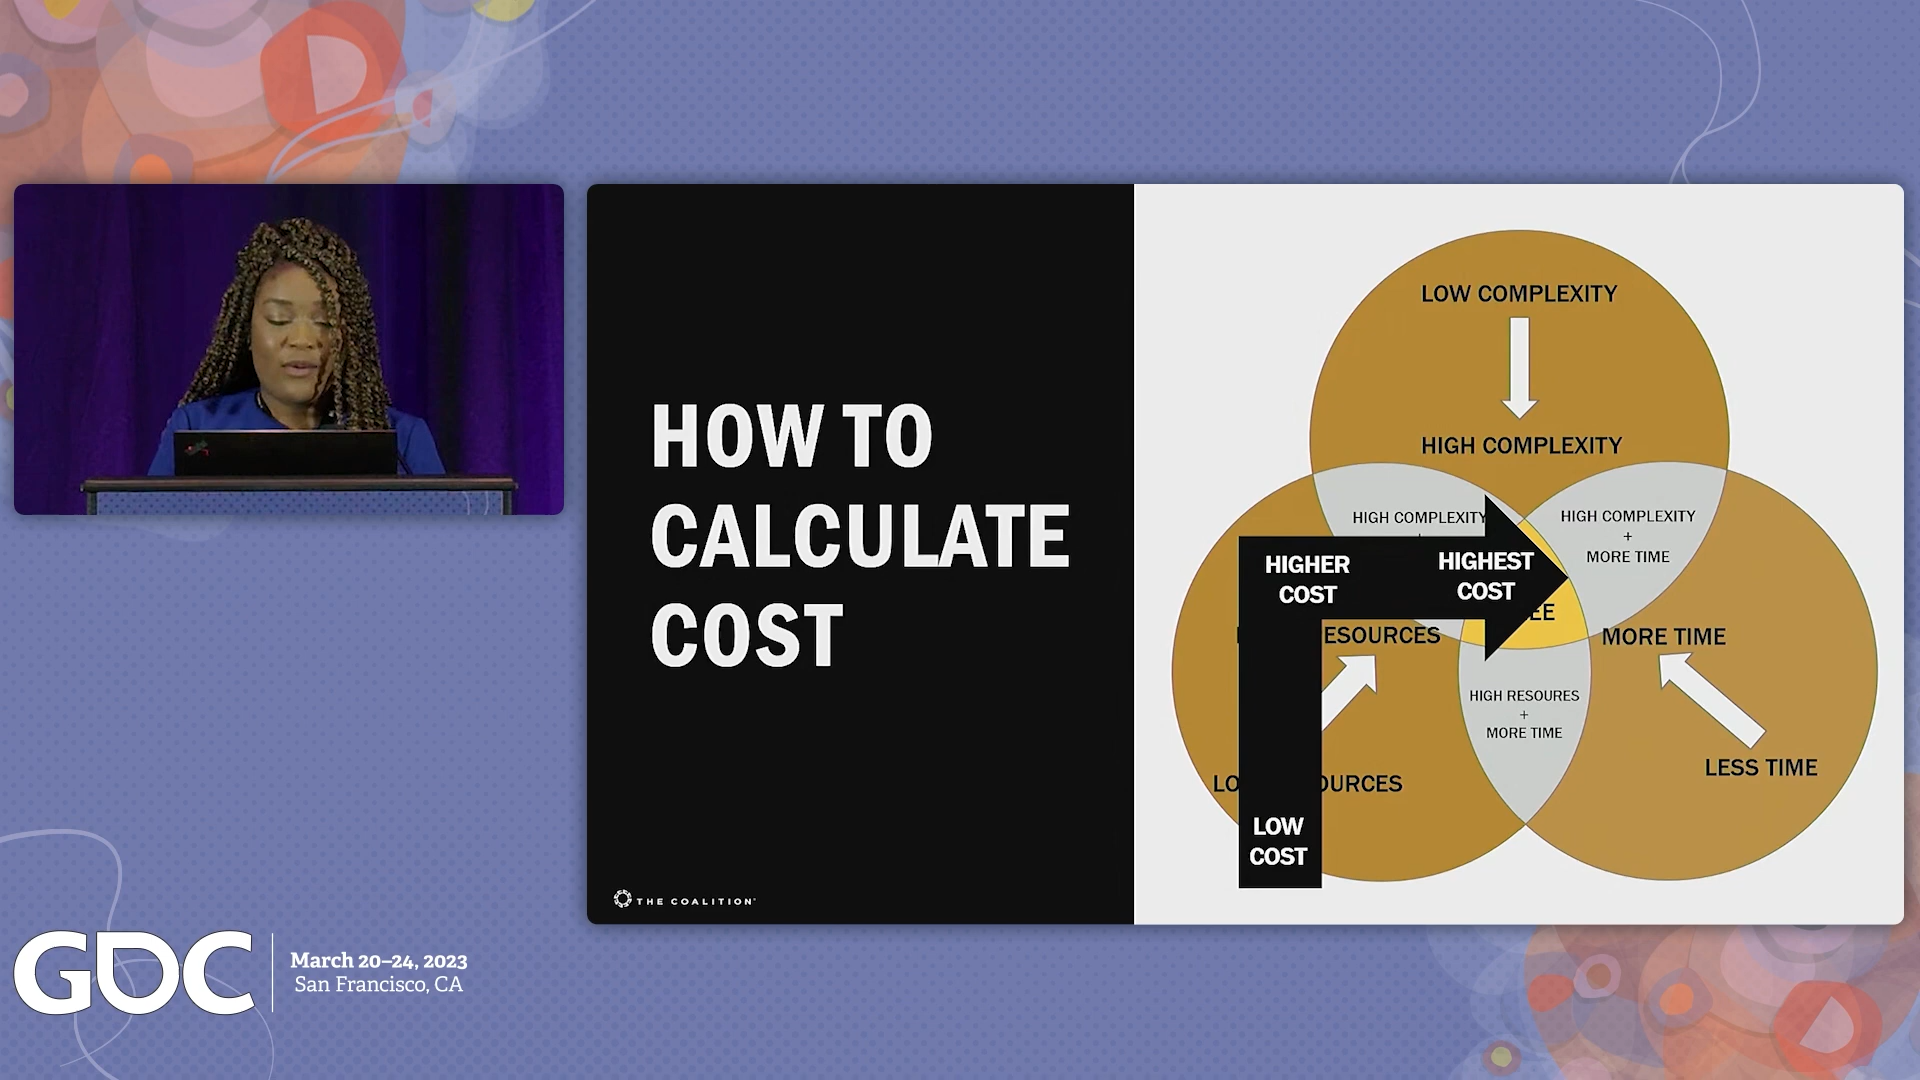 HOW TO
CALCULATE
COST
THE COALITION
LOW COMPLEXITY
HIGH COMPLEXITY
HIGH COMPLEXITY
+
HIGH COMPLEXITY
+
MORE TIME
HIGHER
COST
HIGHEST
COST
MORE TIME
HIGH RESOURES
+
MORE TIME
LESS TIME
LOW
COST
GDC
March 20–24, 2023
San Francisco, CA